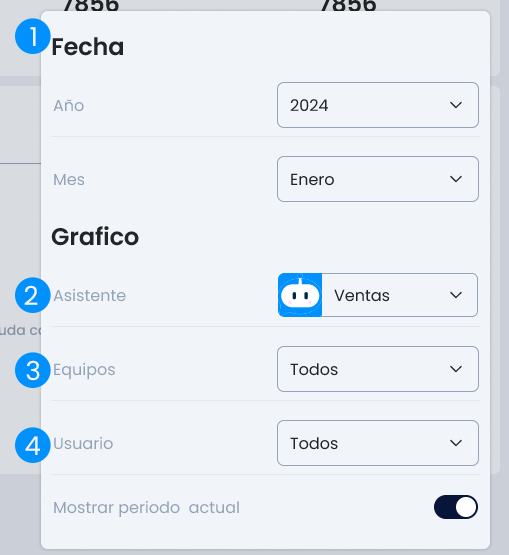 7856 7856
1 Fecha
Año 2024
Mes Enero
Grafico
2 Asistente Ventas
uda co
3 Equipos Todos
4 Usuario Todos
Mostrar periodo actual